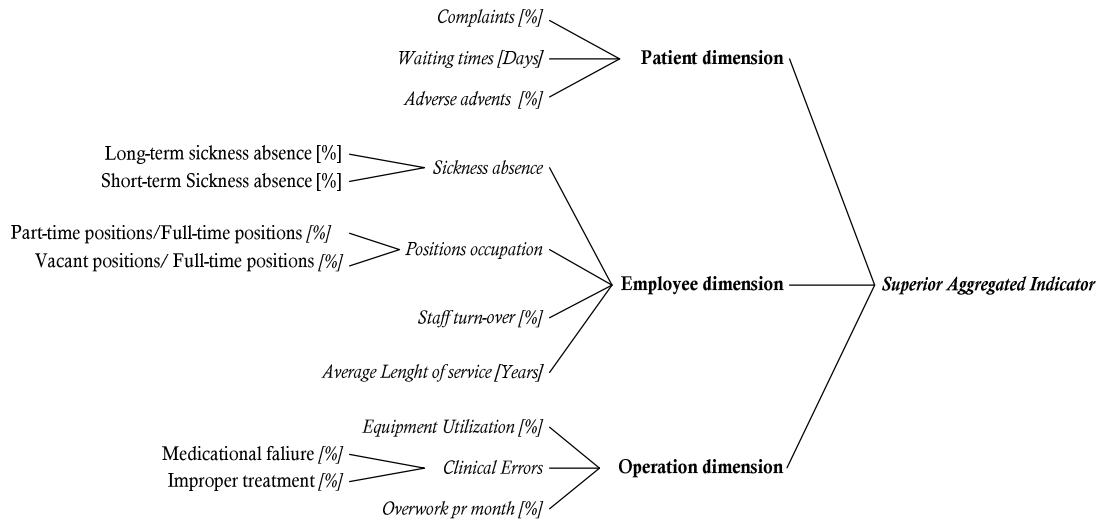 Complaints [%]
Waiting times [Days]
Patient dimension
Adverse advents [%]
Long-term sickness absence [%]
Short-term Sickness absence [%]
Sickness absence
Part-time positions/Full-time positions [%]
Vacant positions/ Full-time positions [%]
Positions occupation
Employee dimension
Superior Aggregated Indicator
Staff turn-over [%]
Average Lenght of service [Years]
Equipment Utilization [%]
Medicational faliure [%]
Improper treatment [%]
Clinical Errors
Operation dimension
Overwork pr month [%]